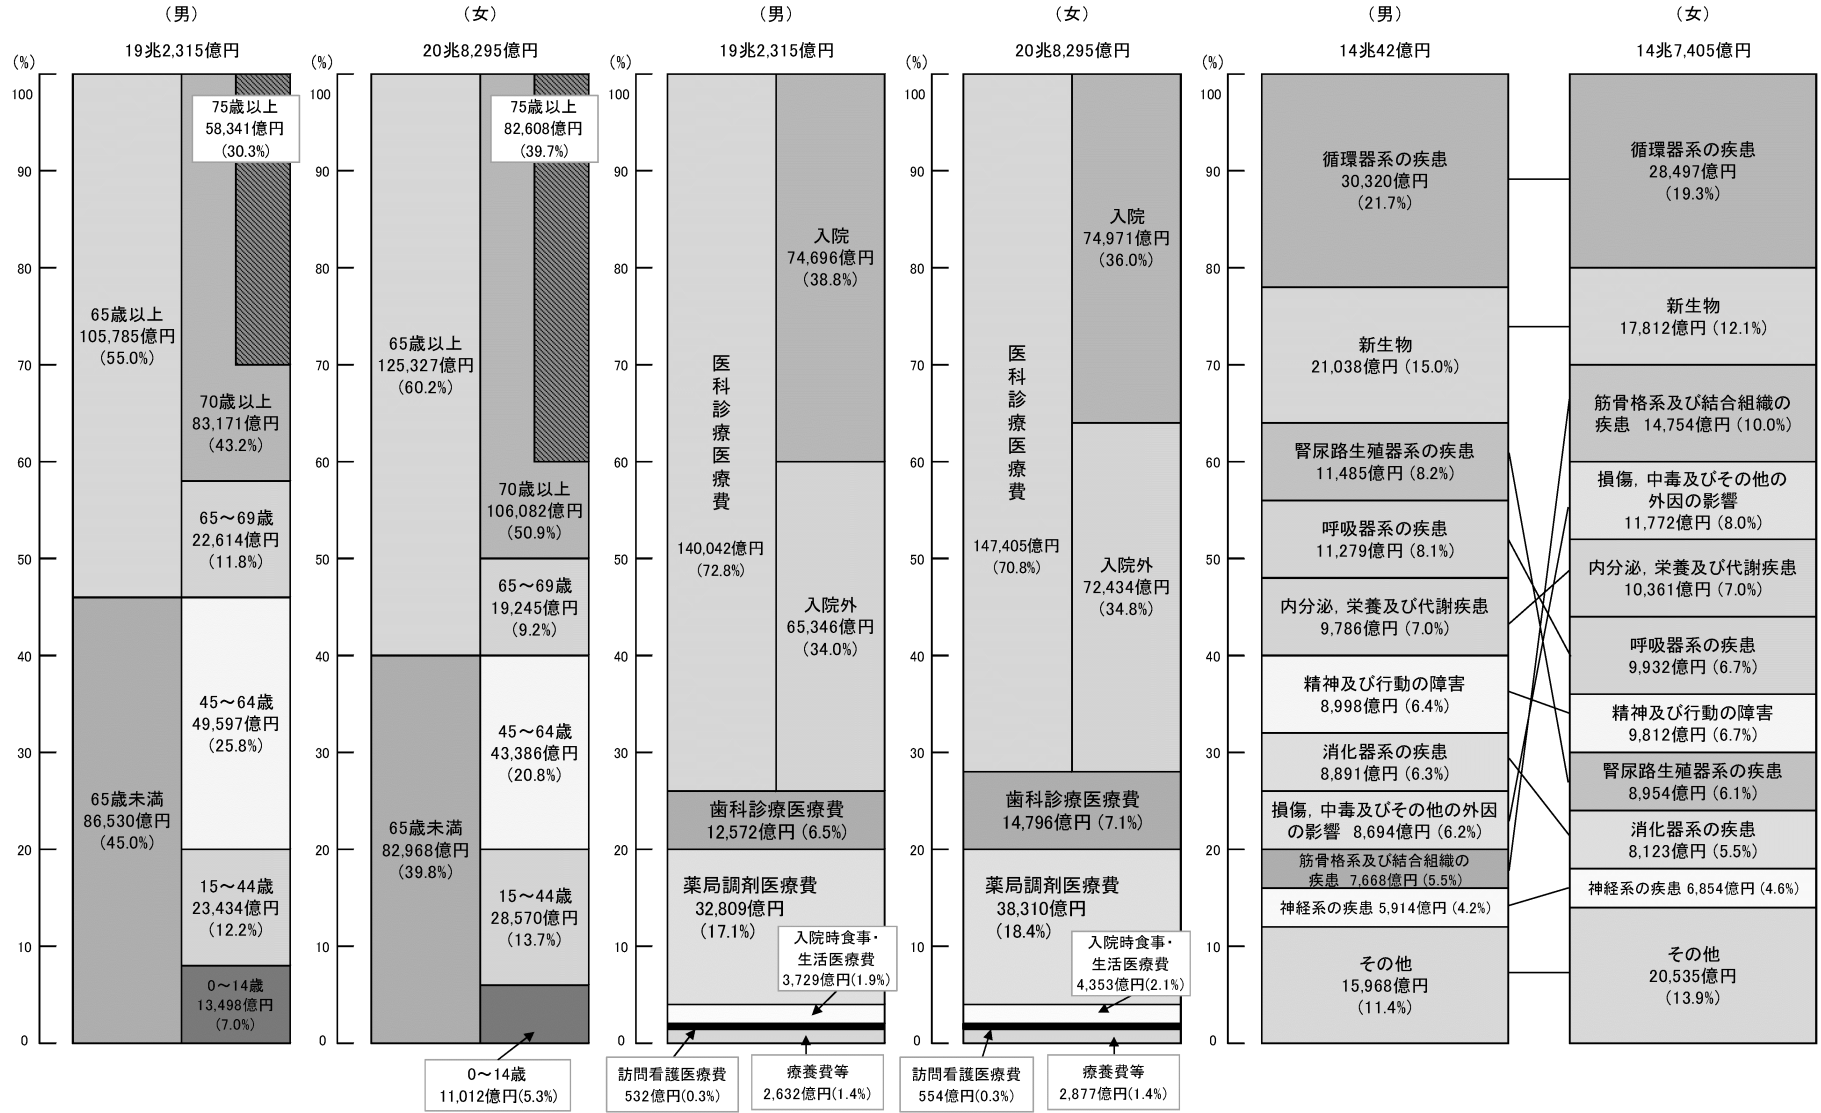 （男）
19兆2,315億円
(%)
100
90
80
70
60
50
40
30
20
10
0
65歳以上
105,785億円
(55.0%)
65歳未満
86,530億円
(45.0%)
75歳以上
58,341億円
(30.3%)
70歳以上
83,171億円
(43.2%)
65～69歳
22,614億円
(11.8%)
45～64歳
49,597億円
(25.8%)
15～44歳
23,434億円
(12.2%)
0～14歳
13,498億円
(7.0%)
（女）
20兆8,295億円
(%)
100
90
80
70
60
50
40
30
20
10
0
65歳以上
125,327億円
(60.2%)
65歳未満
82,968億円
(39.8%)
75歳以上
82,608億円
(39.7%)
70歳以上
106,082億円
(50.9%)
65～69歳
19,245億円
(9.2%)
45～64歳
43,386億円
(20.8%)
15～44歳
28,570億円
(13.7%)
0～14歳
11,012億円(5.3%)
（男）
19兆2,315億円
(%)
100
90
80
70
60
50
40
30
20
10
0
医科診療医療費
140,042億円
(72.8%)
入院
74,696億円
(38.8%)
入院外
65,346億円
(34.0%)
歯科診療医療費
12,572億円(6.5%)
薬局調剤医療費
32,809億円
(17.1%)
入院時食事・
生活医療費
3,729億円(1.9%)
訪問看護医療費
532億円(0.3%)
療養費等
2,632億円(1.4%)
（女）
20兆8,295億円
(%)
100
90
80
70
60
50
40
30
20
10
0
医科診療医療費
147,405億円
(70.8%)
入院
74,971億円
(36.0%)
入院外
72,434億円
(34.8%)
歯科診療医療費
14,796億円(7.1%)
薬局調剤医療費
38,310億円
(18.4%)
入院時食事・
生活医療費
4,353億円(2.1%)
訪問看護医療費
554億円(0.3%)
療養費等
2,877億円(1.4%)
（男）
14兆42億円
(%)
100
90
80
70
60
50
40
30
20
10
0
循環器系の疾患
30,320億円
(21.7%)
新生物
21,038億円(15.0%)
腎尿路生殖器系の疾患
11,485億円(8.2%)
呼吸器系の疾患
11,279億円(8.1%)
内分泌，栄養及び代謝疾患
9,786億円(7.0%)
精神及び行動の障害
8,998億円(6.4%)
消化器系の疾患
8,891億円(6.3%)
損傷，中毒及びその他の外因
の影響 8,694億円(6.2%)
筋骨格系及び結合組織の
疾患 7,668億円(5.5%)
神経系の疾患 5,914億円(4.2%)
その他
15,968億円
(11.4%)
（女）
14兆7,405億円
循環器系の疾患
28,497億円
(19.3%)
新生物
17,812億円(12.1%)
筋骨格系及び結合組織の
疾患 14,754億円(10.0%)
損傷，中毒及びその他の
外因の影響
11,772億円(8.0%)
内分泌，栄養及び代謝疾患
10,361億円(7.0%)
呼吸器系の疾患
9,932億円(6.7%)
精神及び行動の障害
9,812億円(6.7%)
腎尿路生殖器系の疾患
8,954億円(6.1%)
消化器系の疾患
8,123億円(5.5%)
神経系の疾患 6,854億円(4.6%)
その他
20,535億円
(13.9%)